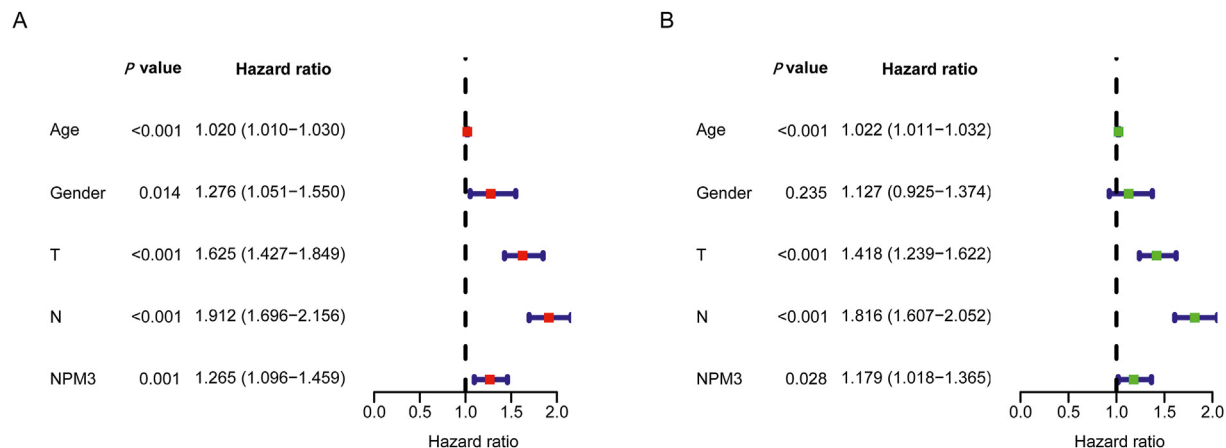 A
P value Hazard ratio
Age <0.001 1.020 (1.010−1.030)
Gender 0.014 1.276 (1.051−1.550)
T <0.001 1.625 (1.427−1.849)
N <0.001 1.912 (1.696−2.156)
NPM3 0.001 1.265 (1.096−1.459)
0.0 0.5 1.0 1.5 2.0
Hazard ratio
B
P value Hazard ratio
Age <0.001 1.022 (1.011−1.032)
Gender 0.235 1.127 (0.925−1.374)
T <0.001 1.418 (1.239−1.622)
N <0.001 1.816 (1.607−2.052)
NPM3 0.028 1.179 (1.018−1.365)
0.0 0.5 1.0 1.5 2.0
Hazard ratio